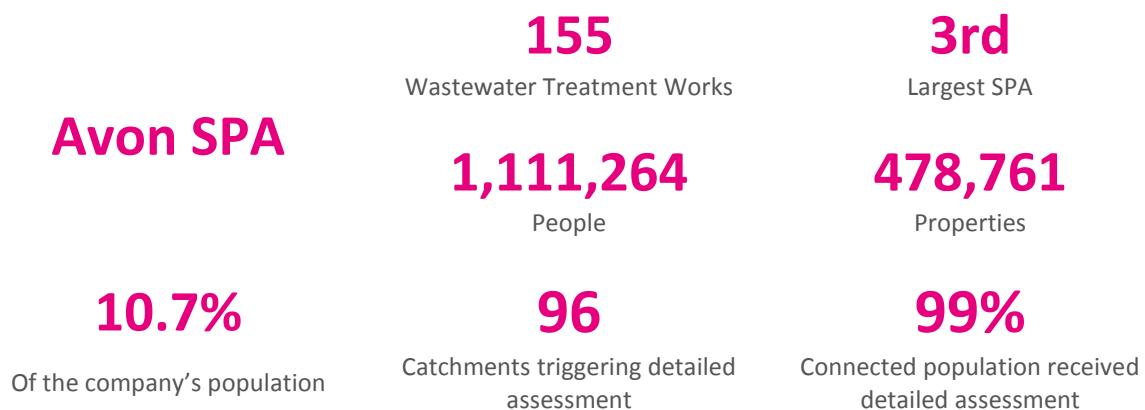 155
Wastewater Treatment Works
3rd
Largest SPA
Avon SPA
1,111,264
People
478,761
Properties
10.7%
Of the company's population
96
Catchments triggering detailed
assessment
99%
Connected population received
detailed assessment